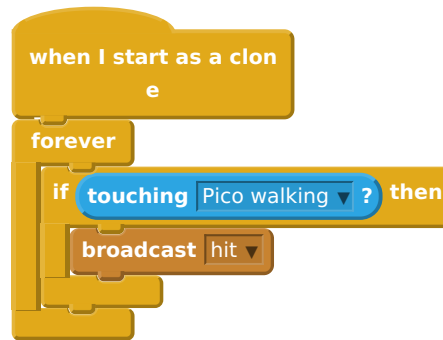 when I start as a clon
e
forever
if touching Pico walking ▼ ? then
broadcast hit ▼